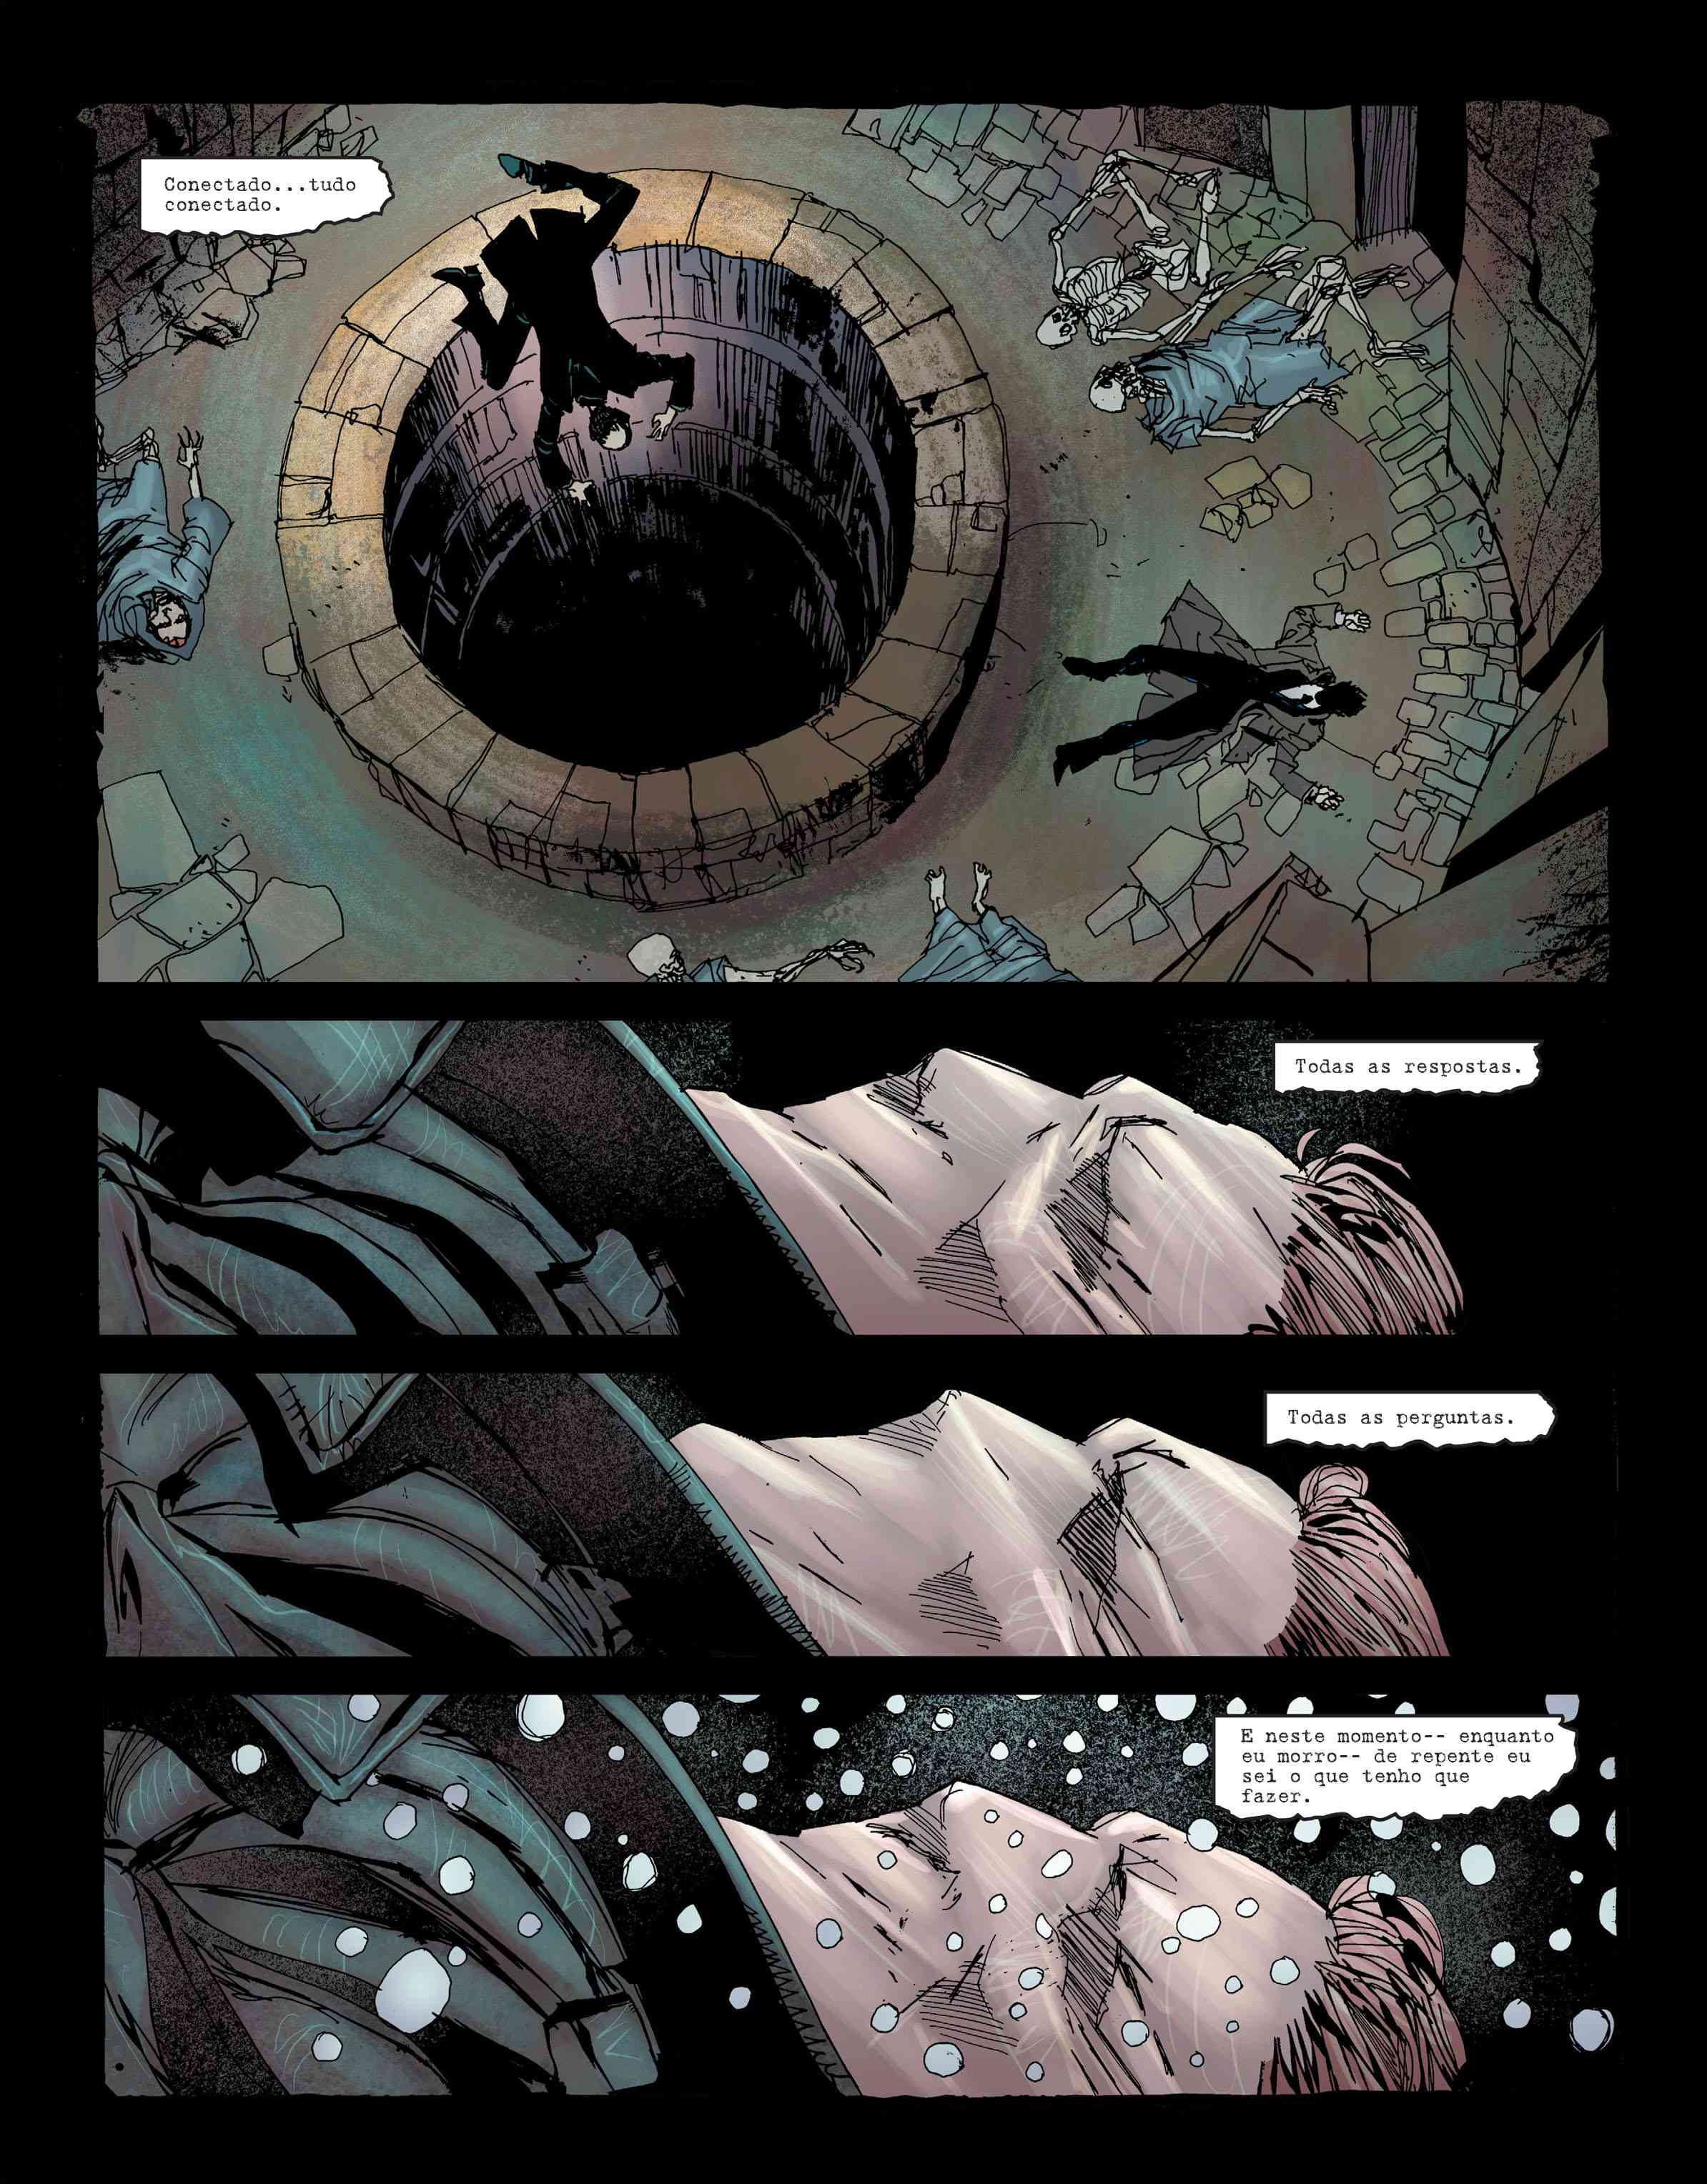 Conectado...tudo
conectado.
Todas as respostas.
Todas as perguntas.
E neste momento-- enquanto
eu morro-- de repente eu
sei o que tenho que
fazer.